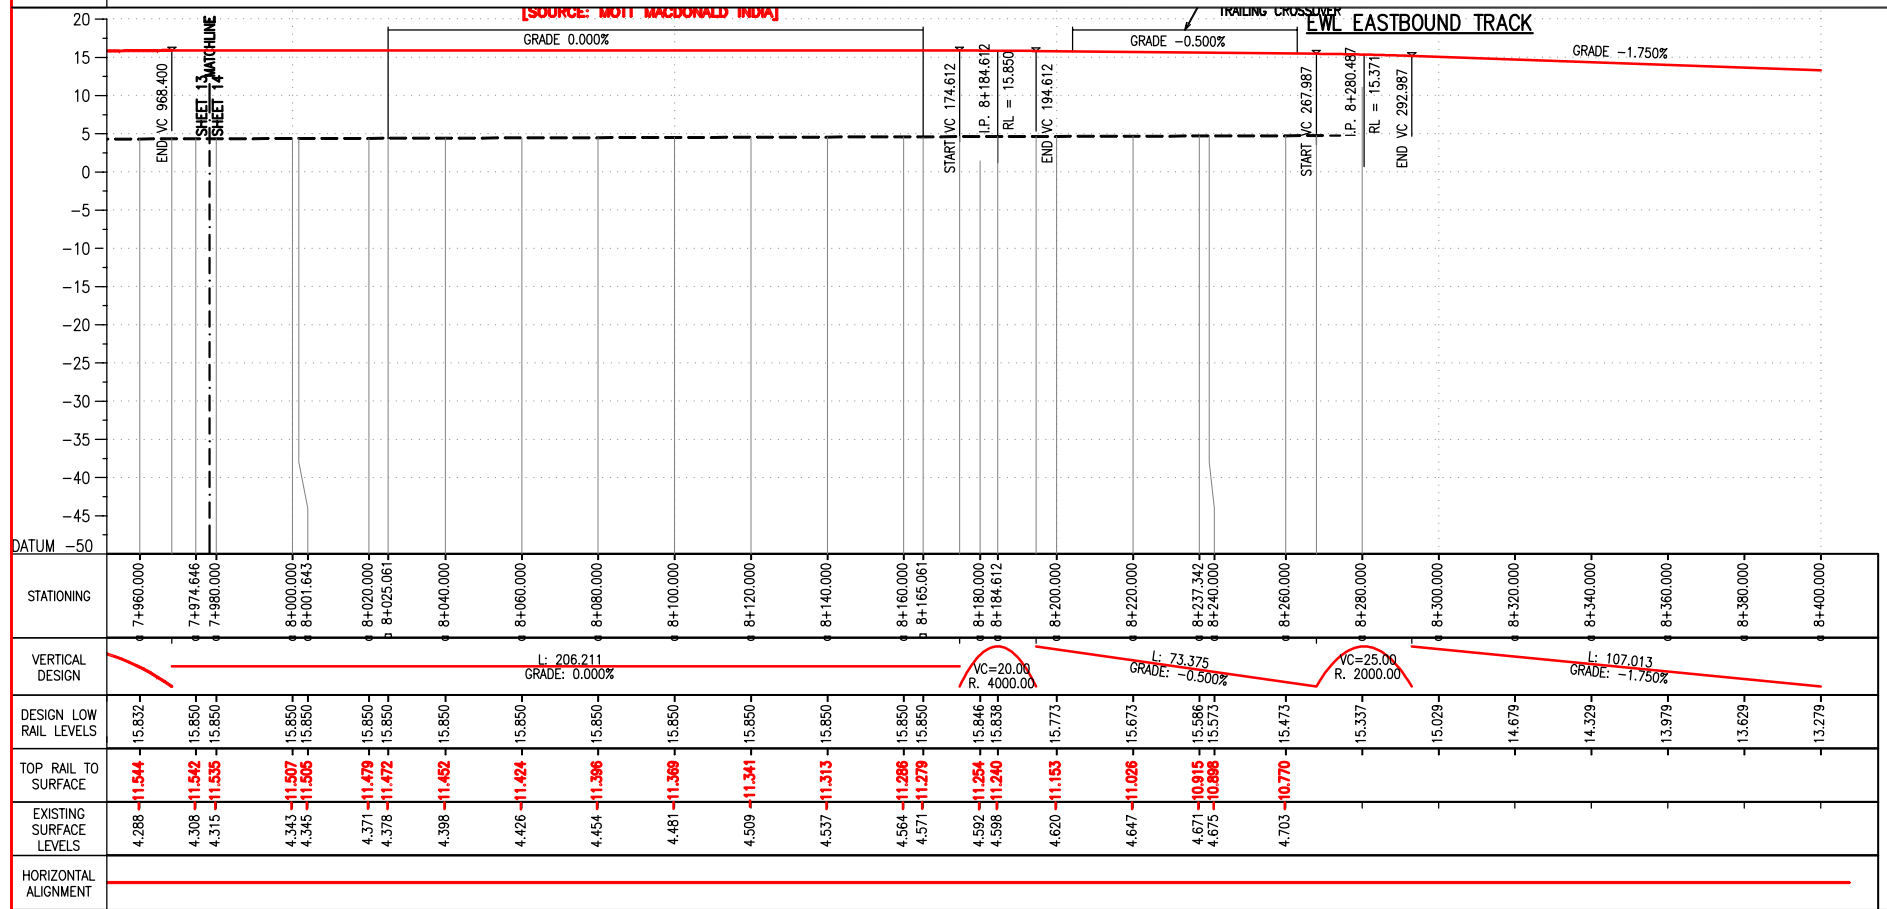 [SOURCE: MOTT MACDONALD INDIA]
TRAILING CROSSOVER
EWL EASTBOUND TRACK
GRADE 0.000%
GRADE -0.500%
GRADE -1.750%
20
15
10
5
0
-5
-10
-15
-20
-25
-30
-35
-40
-45
DATUM -50
END VC 968.400
SHEET 13
MATCHLINE
SHEET 14
START VC 174.612
I.P. 8+184.612
RL = 15.850
END VC 194.612
START VC 267.987
I.P. 8+280.487
RL = 15.371
END VC 292.987
STATIONING
7+960.000
7+974.646
7+980.000
8+000.000
8+001.643
8+020.000
8+025.061
8+040.000
8+060.000
8+080.000
8+100.000
8+120.000
8+140.000
8+160.000
8+165.061
8+180.000
8+184.612
8+200.000
8+220.000
8+237.342
8+240.000
8+260.000
8+280.000
8+300.000
8+320.000
8+340.000
8+360.000
8+380.000
8+400.000
VERTICAL
DESIGN
L: 206.211
GRADE: 0.000%
VC=20.00
R. 4000.00
L: 73.375
GRADE: -0.500%
VC=25.00
R. 2000.00
L: 107.013
GRADE: -1.750%
DESIGN LOW
RAIL LEVELS
15.832
15.850
15.850
15.850
15.850
15.850
15.850
15.850
15.850
15.850
15.850
15.850
15.850
15.850
15.850
15.846
15.838
15.773
15.673
15.586
15.573
15.473
15.337
15.029
14.679
14.329
13.979
13.629
13.279
TOP RAIL TO
SURFACE
-11.544
-11.542
-11.535
-11.507
-11.505
-11.479
-11.472
-11.452
-11.424
-11.396
-11.369
-11.341
-11.313
-11.286
-11.279
-11.254
-11.240
-11.153
-11.026
-10.915
-10.898
-10.770
EXISTING
SURFACE
LEVELS
4.288
4.308
4.315
4.343
4.345
4.371
4.378
4.398
4.426
4.454
4.481
4.509
4.537
4.564
4.571
4.592
4.598
4.620
4.647
4.671
4.675
4.703
HORIZONTAL
ALIGNMENT